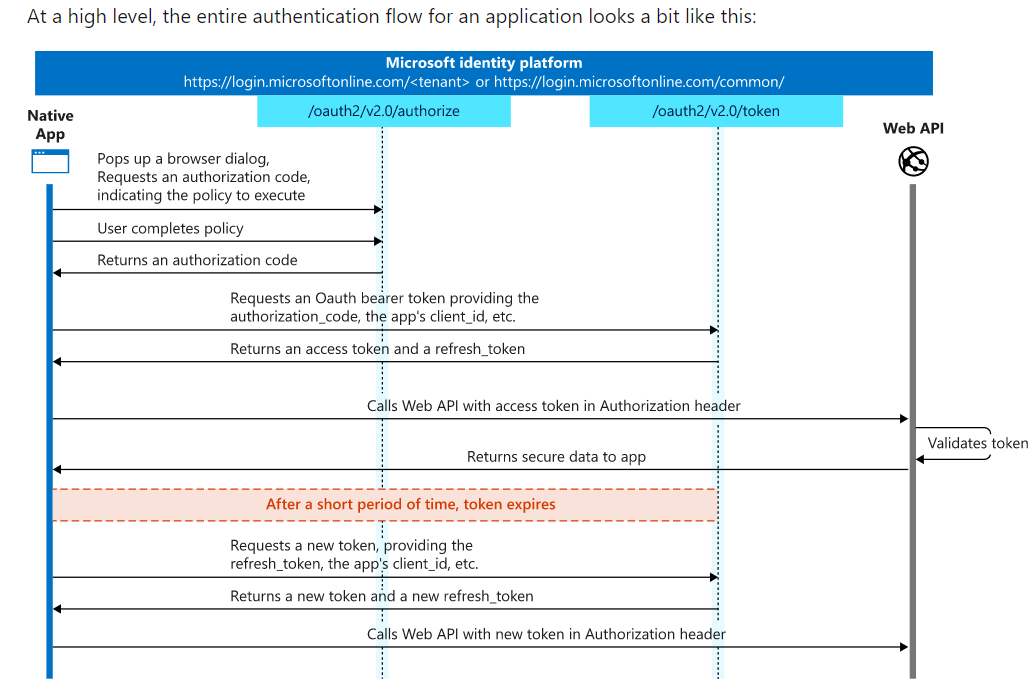 At a high level, the entire authentication flow for an application looks a bit like this:
Microsoft identity platform
https://login.microsoftonline.com/<tenant> or https://login.microsoftonline.com/common/
/oauth2/v2.0/authorize
/oauth2/v2.0/token
Native
App
Web API
Pops up a browser dialog,
Requests an authorization code,
indicating the policy to execute
User completes policy
Returns an authorization code
Requests an Oauth bearer token providing the
authorization_code, the app's client_id, etc.
Returns an access token and a refresh_token
Calls Web API with access token in Authorization header
Validates token
Returns secure data to app
After a short period of time, token expires
Requests a new token, providing the
refresh_token, the app's client_id, etc.
Returns a new token and a new refresh_token
Calls Web API with new token in Authorization header